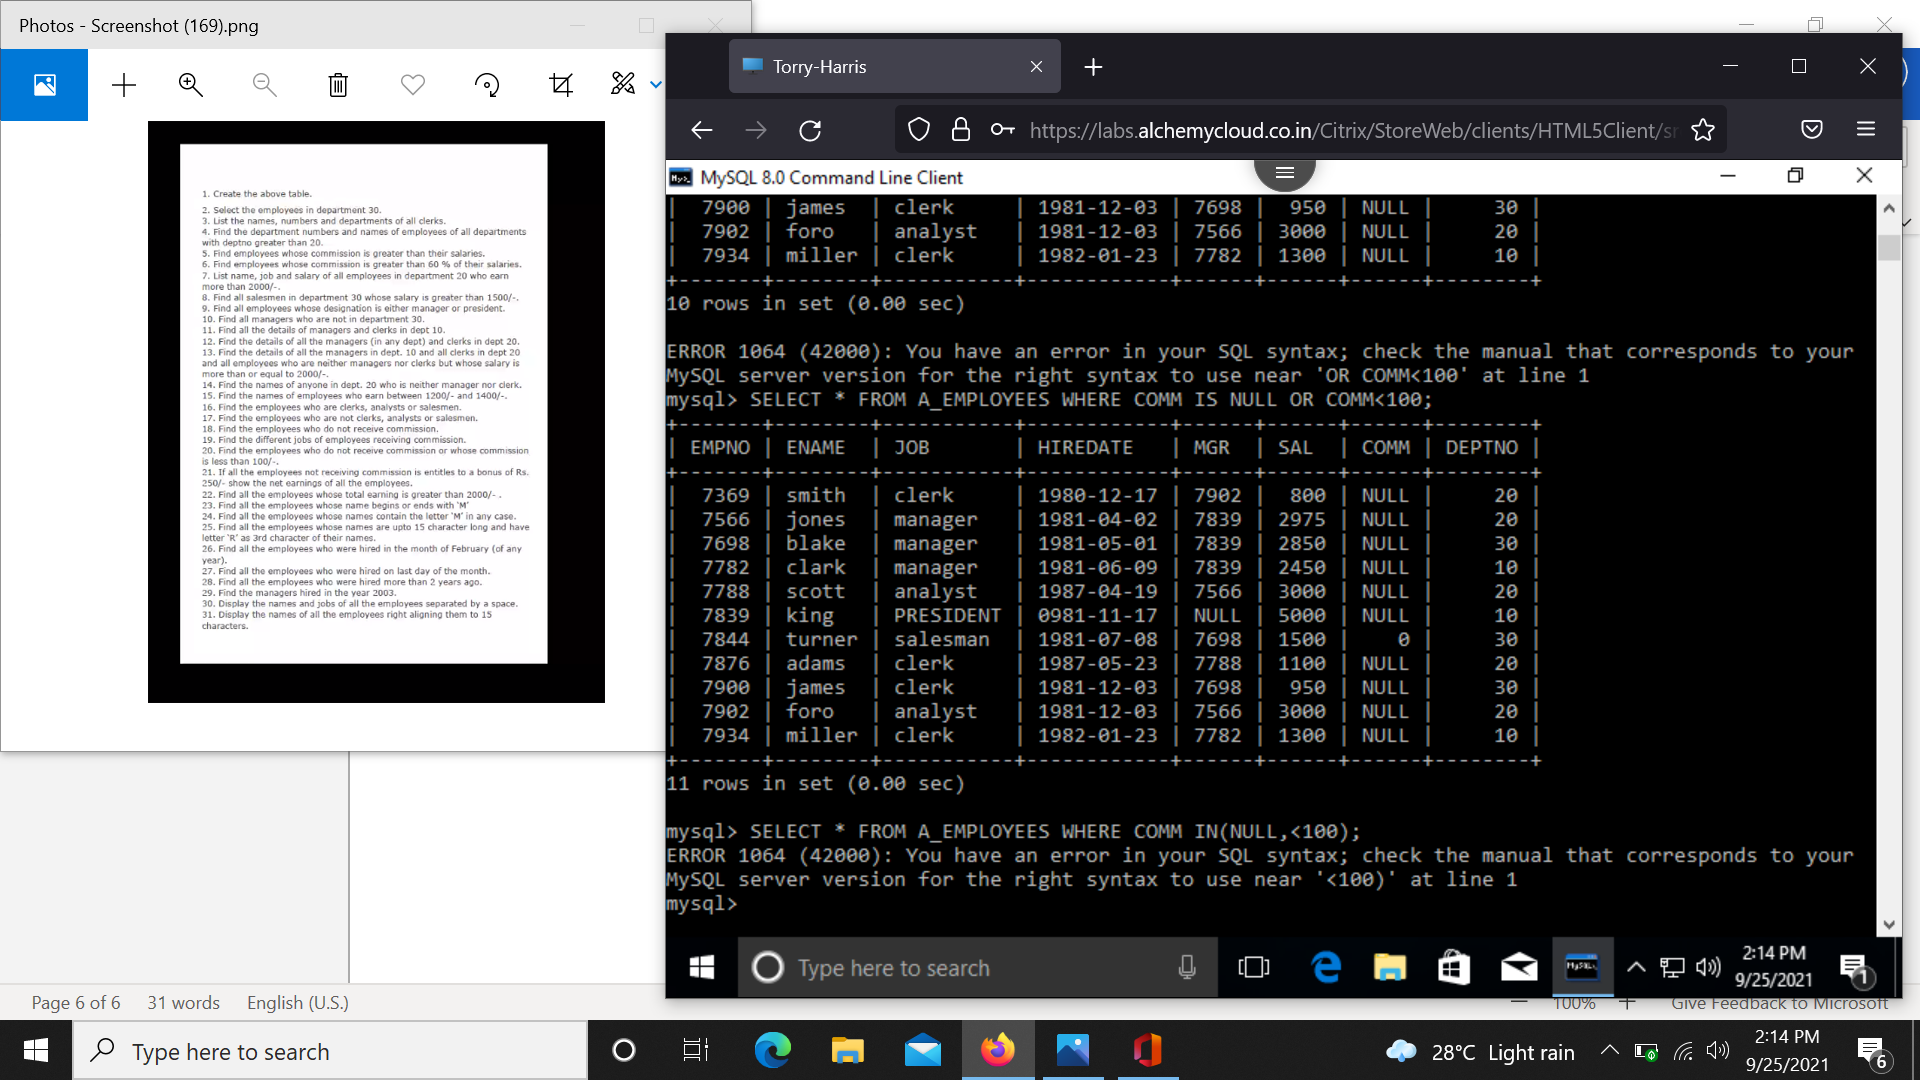 Photos - Screenshot (169).png
1. Create the above table.
2. Select the employees in department 30.
3. List the names, numbers and departments of all clerks.
4. Find the department numbers and names of employees of all departments
with deptno greater than 20.
5. Find employees whose commission is greater than their salaries.
6. Find employees whose commission is greater than 60 % of their salaries.
7. List name, job and salary of all employees in department 20 who earn
more than 2000/-.
8. Find all salesmen in department 30 whose salary is greater than 1500/-.
9. Find all employees whose designation is either manager or president.
10. Find all managers who are not in department 30.
11. Find all the details of managers and clerks in dept 10.
12. Find the details of all the managers (in any dept) and clerks in dept 20.
13. Find the details of all the managers in dept. 10 and all clerks in dept 20
and all employees who are neither managers nor clerks but whose salary is
more than or equal to 2000/-.
14. Find the names of anyone in dept. 20 who is neither manager nor clerk.
15. Find the names of employees who earn between 1200/- and 1400/-.
16. Find the employees who are clerks, analysts or salesmen.
17. Find the employees who are not clerks, analysts or salesmen.
18. Find the employees who do not receive commission.
19. Find the different jobs of employees receiving commission.
20. Find the employees who do not receive commission or whose commission
is less than 100/-.
21. If all the employees not receiving commission is entitles to a bonus of Rs.
250/- show the net earnings of all the employees.
22. Find all the employees whose total earning is greater than 2000/- .
23. Find all the employees whose name begins or ends with 'M'
24. Find all the employees whose names contain the letter 'M' in any case.
25. Find all the employees whose names are upto 15 character long and have
letter 'R' as 3rd character of their names.
26. Find all the employees who were hired in the month of February (of any
year).
27. Find all the employees who were hired on last day of the month.
28. Find all the employees who were hired more than 2 years ago.
29. Find the managers hired in the year 2003.
30. Display the names and jobs of all the employees separated by a space.
31. Display the names of all the employees right aligning them to 15
characters.
Torry-Harris
https://labs.alchemycloud.co.in/Citrix/StoreWeb/clients/HTML5Client/sr
MySQL 8.0 Command Line Client
| 7900 | james | clerk | 1981-12-03 | 7698 | 950 | NULL | 30 |
| 7902 | foro | analyst | 1981-12-03 | 7566 | 3000 | NULL | 20 |
| 7934 | miller | clerk | 1982-01-23 | 7782 | 1300 | NULL | 10 |
+-------+--------+-----------+------------+------+------+------+--------+
10 rows in set (0.00 sec)
ERROR 1064 (42000): You have an error in your SQL syntax; check the manual that corresponds to your
MySQL server version for the right syntax to use near 'OR COMM<100' at line 1
mysql> SELECT * FROM A_EMPLOYEES WHERE COMM IS NULL OR COMM<100;
+-------+--------+-----------+------------+------+------+------+--------+
| EMPNO | ENAME | JOB | HIREDATE | MGR | SAL | COMM | DEPTNO |
+-------+--------+-----------+------------+------+------+------+--------+
| 7369 | smith | clerk | 1980-12-17 | 7902 | 800 | NULL | 20 |
| 7566 | jones | manager | 1981-04-02 | 7839 | 2975 | NULL | 20 |
| 7698 | blake | manager | 1981-05-01 | 7839 | 2850 | NULL | 30 |
| 7782 | clark | manager | 1981-06-09 | 7839 | 2450 | NULL | 10 |
| 7788 | scott | analyst | 1987-04-19 | 7566 | 3000 | NULL | 20 |
| 7839 | king | PRESIDENT | 0981-11-17 | NULL | 5000 | NULL | 10 |
| 7844 | turner | salesman | 1981-07-08 | 7698 | 1500 | 0 | 30 |
| 7876 | adams | clerk | 1987-05-23 | 7788 | 1100 | NULL | 20 |
| 7900 | james | clerk | 1981-12-03 | 7698 | 950 | NULL | 30 |
| 7902 | foro | analyst | 1981-12-03 | 7566 | 3000 | NULL | 20 |
| 7934 | miller | clerk | 1982-01-23 | 7782 | 1300 | NULL | 10 |
+-------+--------+-----------+------------+------+------+------+--------+
11 rows in set (0.00 sec)
mysql> SELECT * FROM A_EMPLOYEES WHERE COMM IN(NULL,<100);
ERROR 1064 (42000): You have an error in your SQL syntax; check the manual that corresponds to your
MySQL server version for the right syntax to use near '<100)' at line 1
mysql>
Type here to search
2:14 PM
9/25/2021
1
Page 6 of 6 31 words English (U.S.)
100%
Give Feedback to Microsoft
Type here to search
28°C Light rain
2:14 PM
9/25/2021
6